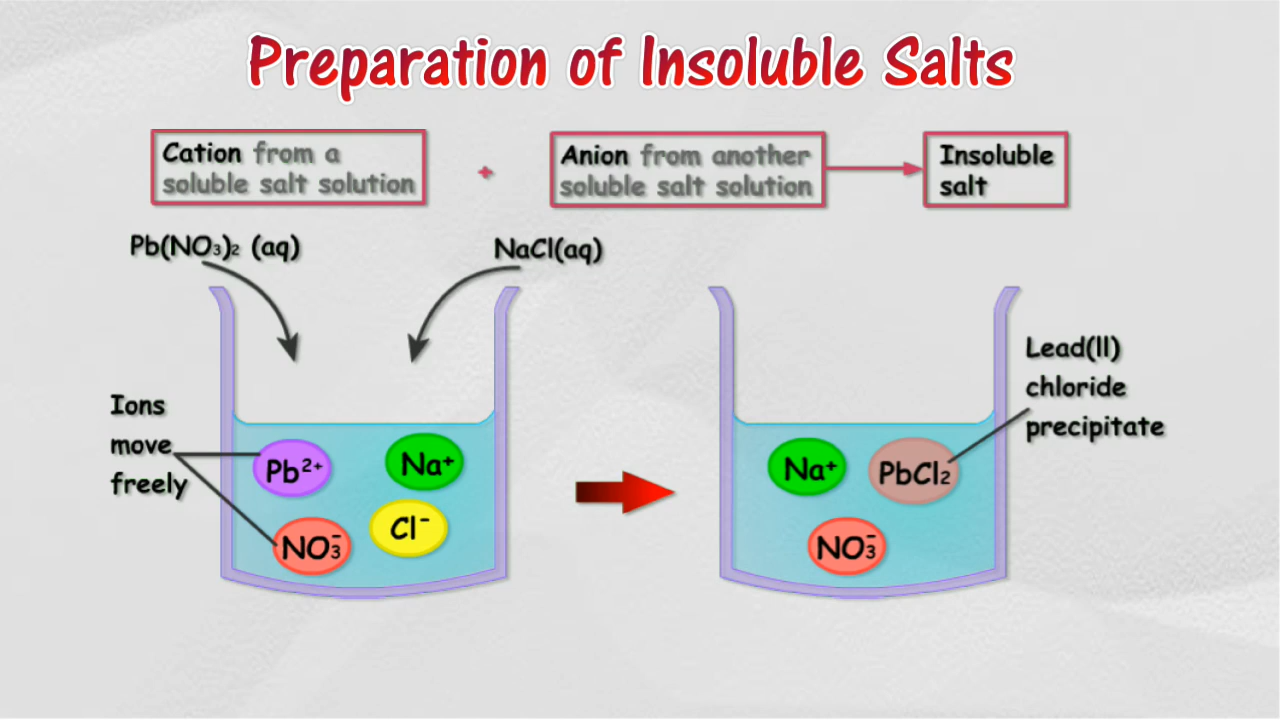 Preparation of Insoluble Salts
Cation from a
soluble salt solution
+
Anion from another
soluble salt solution
Insoluble
salt
Pb(NO₃)₂ (aq)
NaCl(aq)
Ions
move
freely
Pb²⁺
Na⁺
Cl⁻
NO₃⁻
Lead(ll)
chloride
precipitate
Na⁺
PbCl₂
NO₃⁻